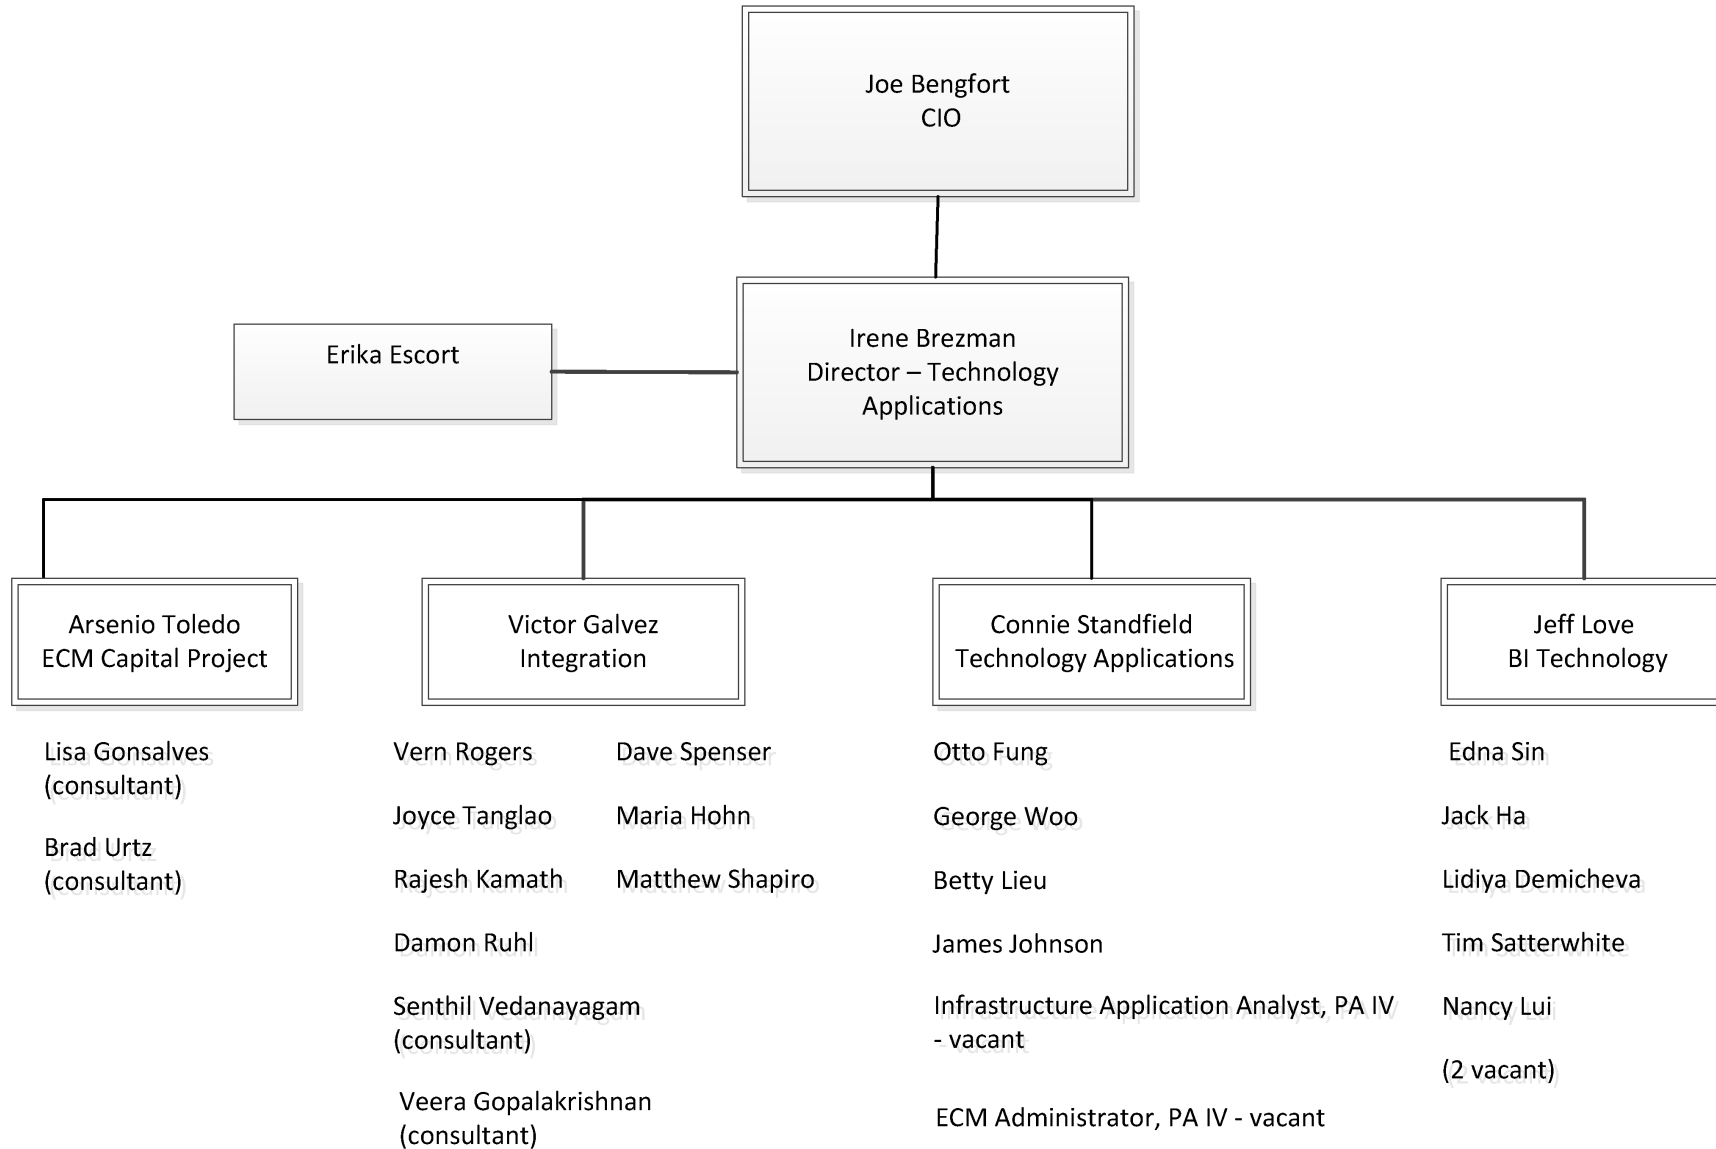 Joe Bengfort
CIO
Erika Escort
Irene Brezman
Director – Technology
Applications
Arsenio Toledo
ECM Capital Project
Victor Galvez
Integration
Connie Standfield
Technology Applications
Jeff Love
BI Technology
Lisa Gonsalves
(consultant)
Brad Urtz
(consultant)
Vern Rogers
Joyce Tanglao
Rajesh Kamath
Damon Ruhl
Senthil Vedanayagam
(consultant)
Veera Gopalakrishnan
(consultant)
Dave Spenser
Maria Hohn
Matthew Shapiro
Otto Fung
George Woo
Betty Lieu
James Johnson
Infrastructure Application Analyst, PA IV
- vacant
ECM Administrator, PA IV - vacant
Edna Sin
Jack Ha
Lidiya Demicheva
Tim Satterwhite
Nancy Lui
(2 vacant)